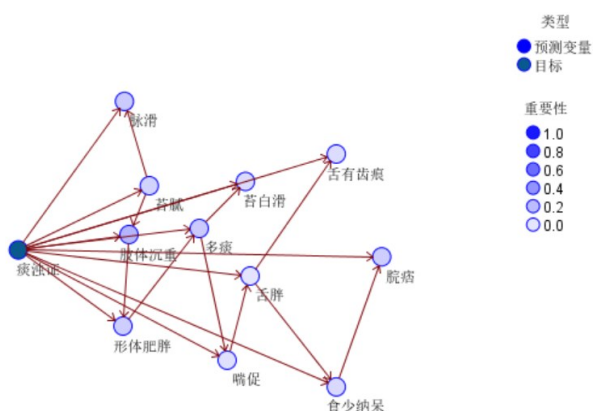 类型
预测变量
目标
重要性
1.0
0.8
0.6
0.4
0.2
0.0
脉滑
舌有齿痕
苔腻
苔白滑
多痰
肢体沉重
痰浊证
脘痞
舌胖
形体肥胖
喘促
食少纳呆